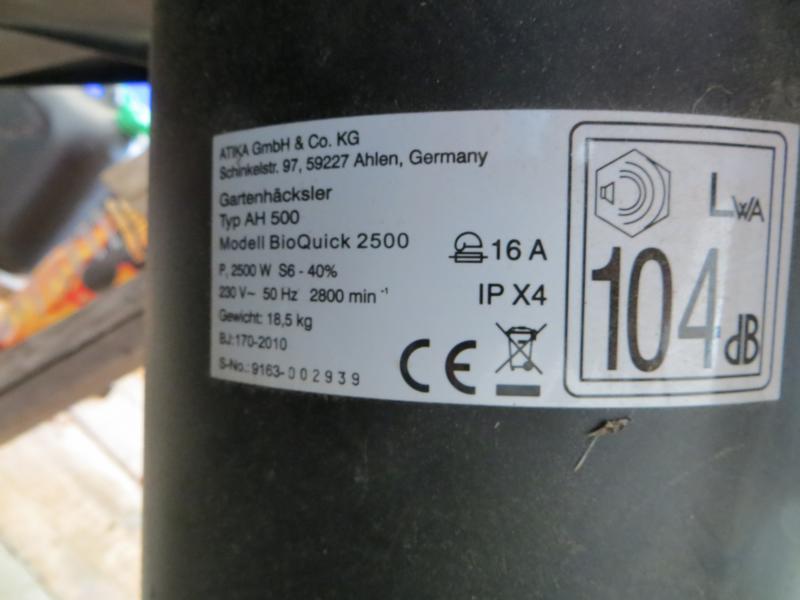 ATIKA GmbH & Co. KG
Schinkelstr. 97, 59227 Ahlen, Germany
Gartenhäcksler
Typ AH 500
Modell BioQuick 2500
P₁ 2500 W S6 - 40%
230 V~ 50 Hz 2800 min⁻¹
Gewicht: 18,5 kg
BJ:170-2010
S-No.: 9163-002939
16 A
IP X4
CE
LWA
104 dB